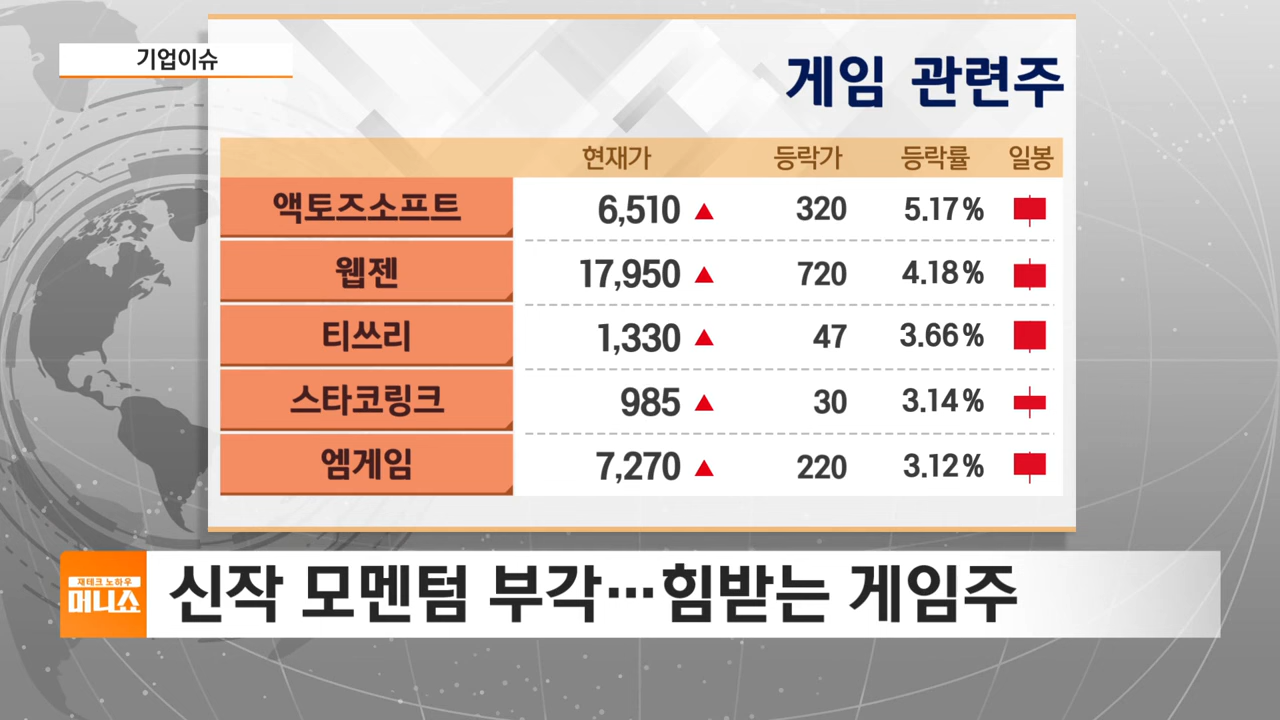 기업이슈
게임 관련주
현재가 등락가 등락률 일봉
액토즈소프트 6,510 ▲ 320 5.17%
웹젠 17,950 ▲ 720 4.18%
티쓰리 1,330 ▲ 47 3.66%
스타코링크 985 ▲ 30 3.14%
엠게임 7,270 ▲ 220 3.12%
재테크 노하우
머니쇼
신작 모멘텀 부각…힘받는 게임주